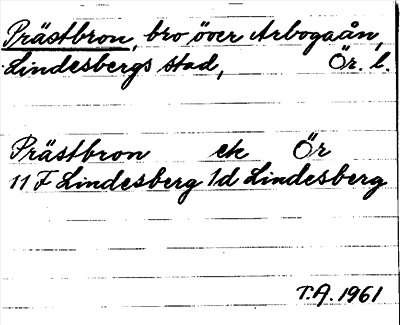 Prästbron, bro över Arbogaån,
Lindesbergs stad, Ör. l.
Prästbron ek Ör
11 F Lindesberg 1d Lindesberg
T.A. 1961